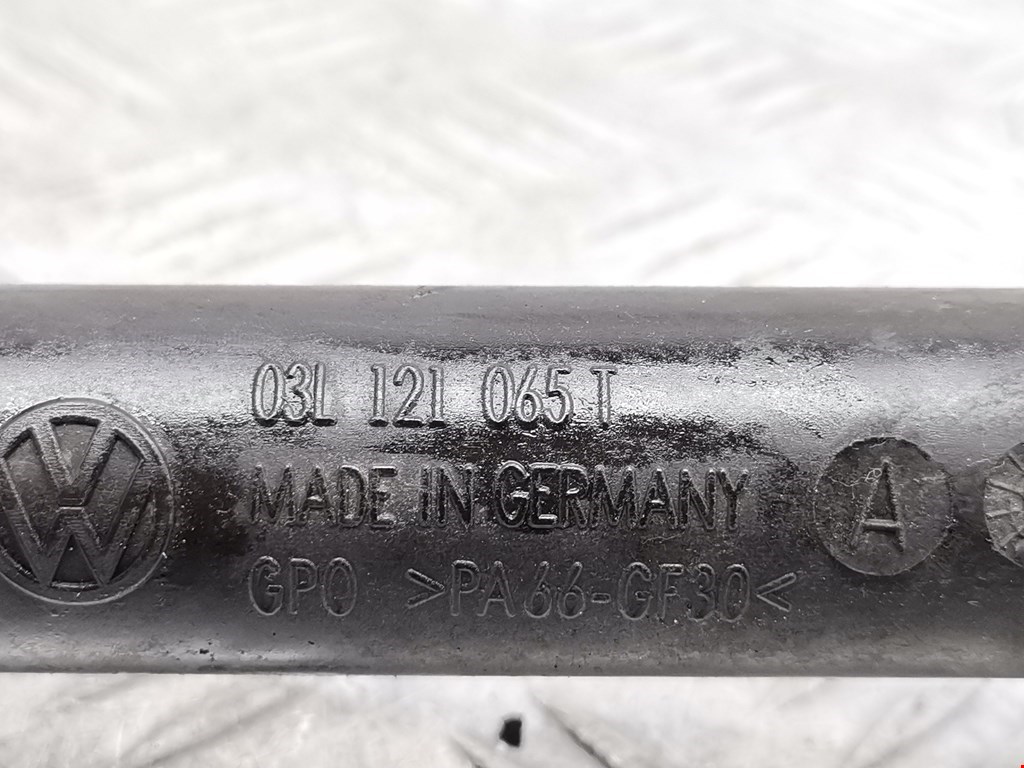 03L 121 065 T
MADE IN GERMANY
GPO >PA66-GF30<
A